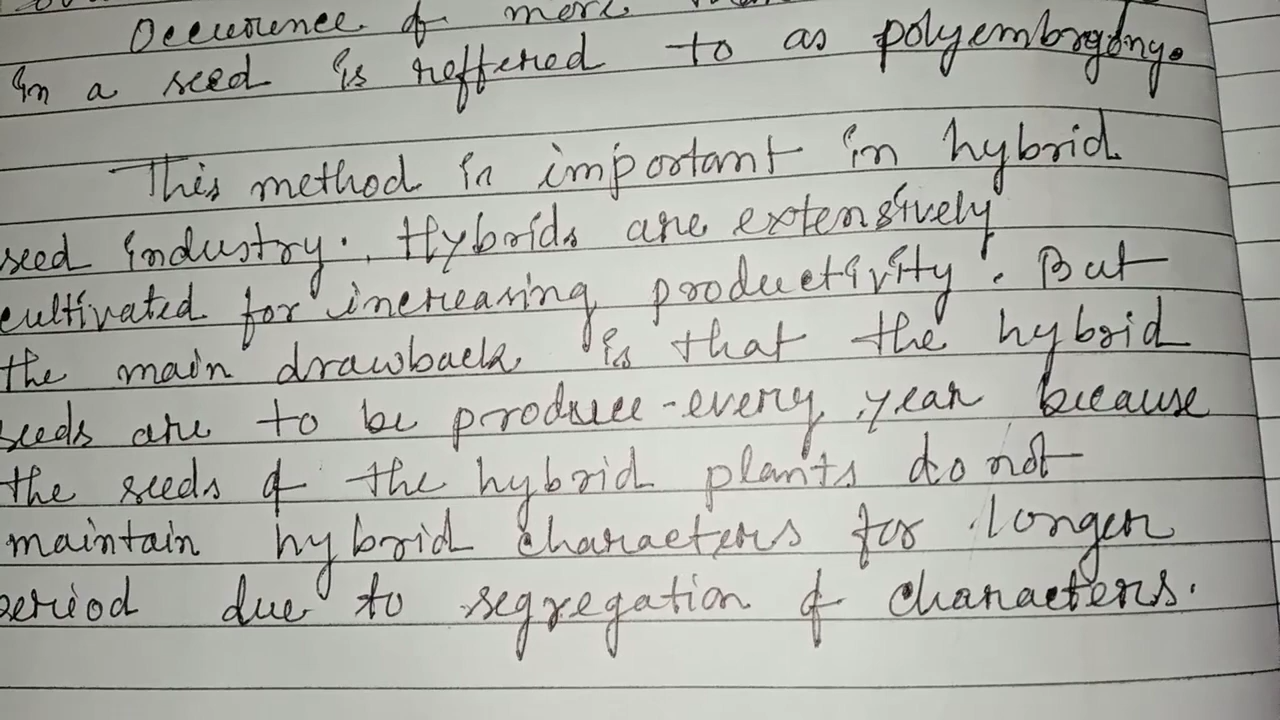 Occurence of more
in a seed is reffered to as polyembrgony.
This method is important in hybrid
seed industry. Hybrids are extensively
cultivated for increasing productivity. But
the main drawback is that the hybrid
seeds are to be produce-every year because
the seeds of the hybrid plants do not
maintain hybrid characters for longer
period due to segregation of characters.